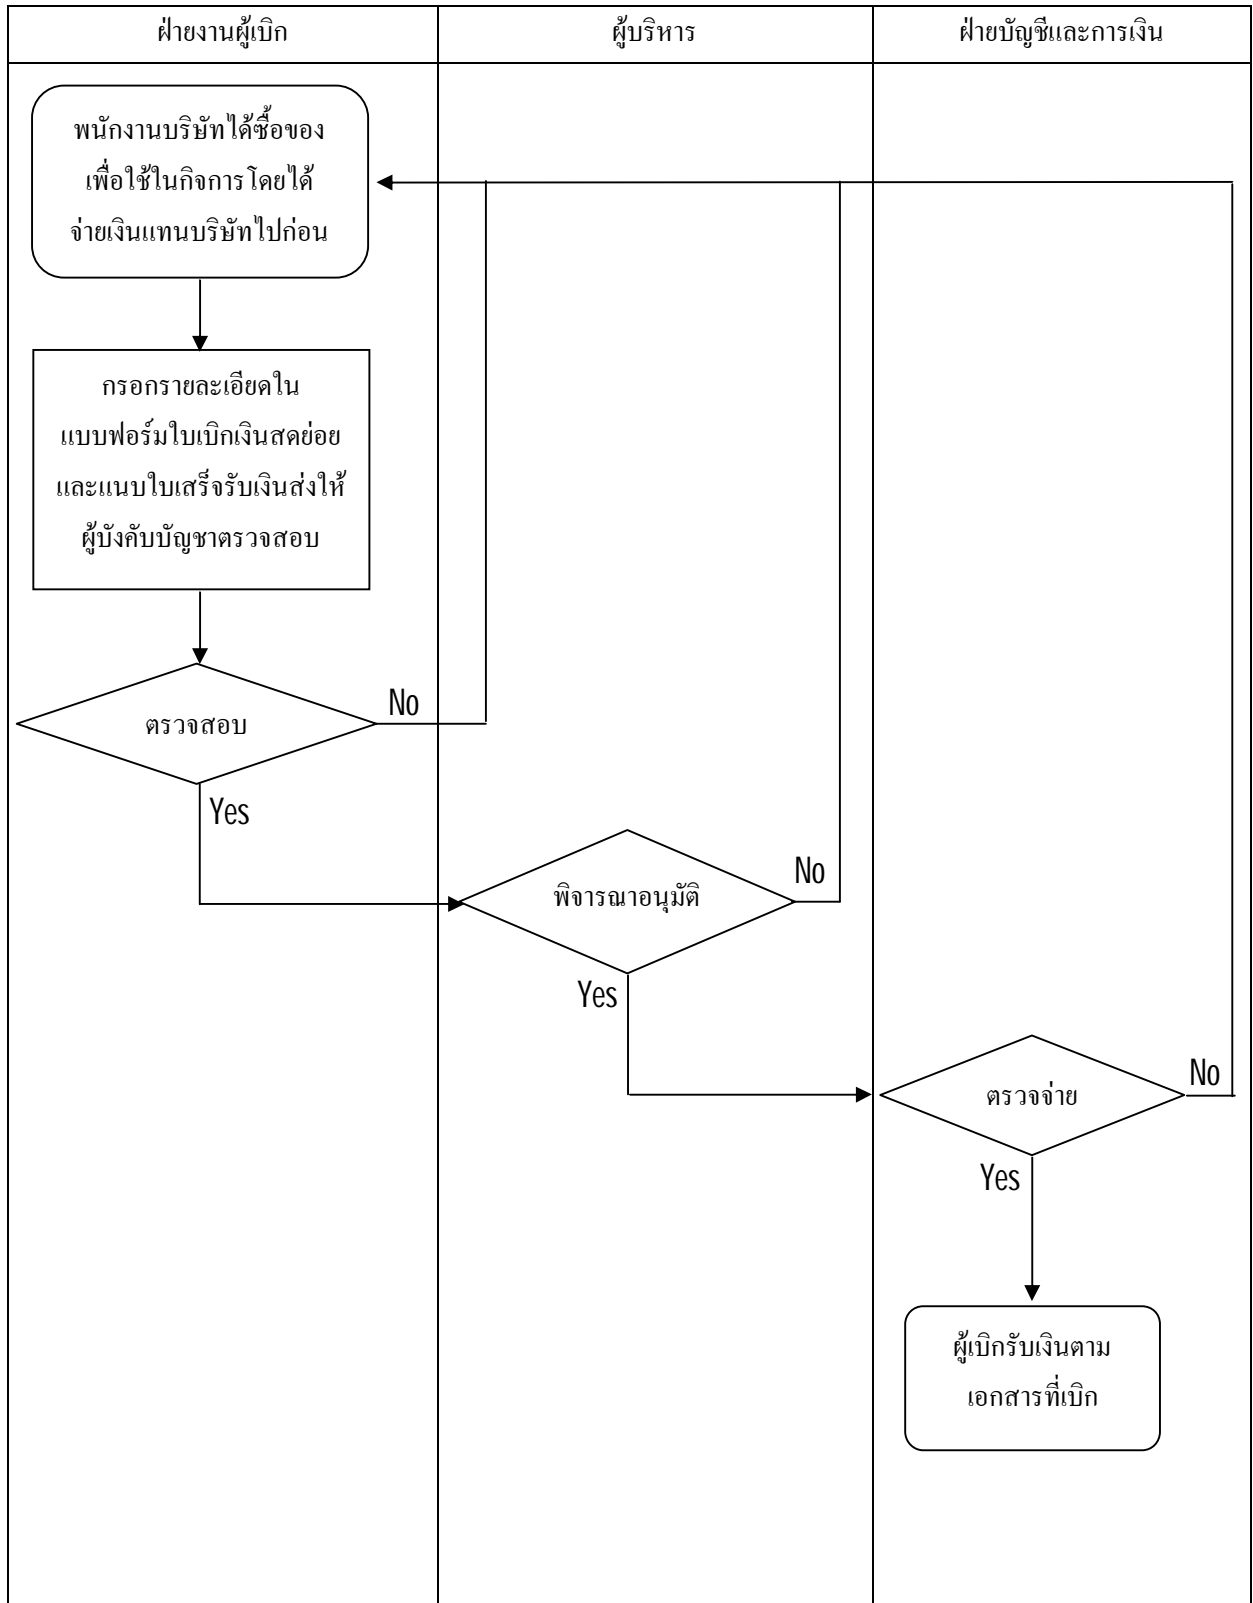 ฝ่ายงานผู้เบิก
ผู้บริหาร
ฝ่ายบัญชีและการเงิน
พนักงานบริษัทได้ซื้อของ
เพื่อใช้ในกิจการโดยได้
จ่ายเงินแทนบริษัทไปก่อน
กรอกรายละเอียดใน
แบบฟอร์มใบเบิกเงินสดย่อย
และแนบใบเสร็จรับเงินส่งให้
ผู้บังคับบัญชาตรวจสอบ
ตรวจสอบ
No
Yes
พิจารณาอนุมัติ
No
Yes
ตรวจจ่าย
No
Yes
ผู้เบิกรับเงินตาม
เอกสารที่เบิก